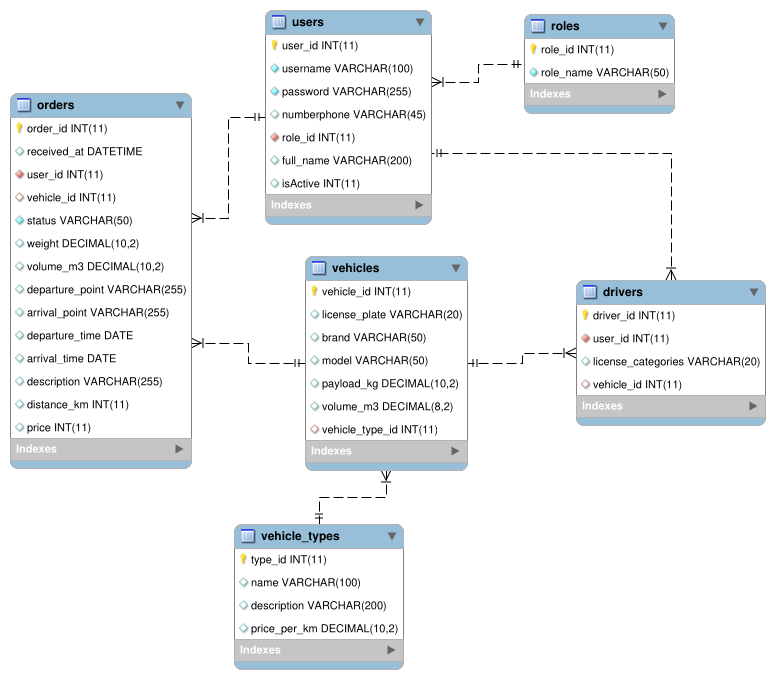 users
user_id INT(11)
username VARCHAR(100)
password VARCHAR(255)
numberphone VARCHAR(45)
role_id INT(11)
full_name VARCHAR(200)
isActive INT(11)
Indexes
roles
role_id INT(11)
role_name VARCHAR(50)
Indexes
orders
order_id INT(11)
received_at DATETIME
user_id INT(11)
vehicle_id INT(11)
status VARCHAR(50)
weight DECIMAL(10,2)
volume_m3 DECIMAL(10,2)
departure_point VARCHAR(255)
arrival_point VARCHAR(255)
departure_time DATE
arrival_time DATE
description VARCHAR(255)
distance_km INT(11)
price INT(11)
Indexes
vehicles
vehicle_id INT(11)
license_plate VARCHAR(20)
brand VARCHAR(50)
model VARCHAR(50)
payload_kg DECIMAL(10,2)
volume_m3 DECIMAL(8,2)
vehicle_type_id INT(11)
Indexes
drivers
driver_id INT(11)
user_id INT(11)
license_categories VARCHAR(20)
vehicle_id INT(11)
Indexes
vehicle_types
type_id INT(11)
name VARCHAR(100)
description VARCHAR(200)
price_per_km DECIMAL(10,2)
Indexes